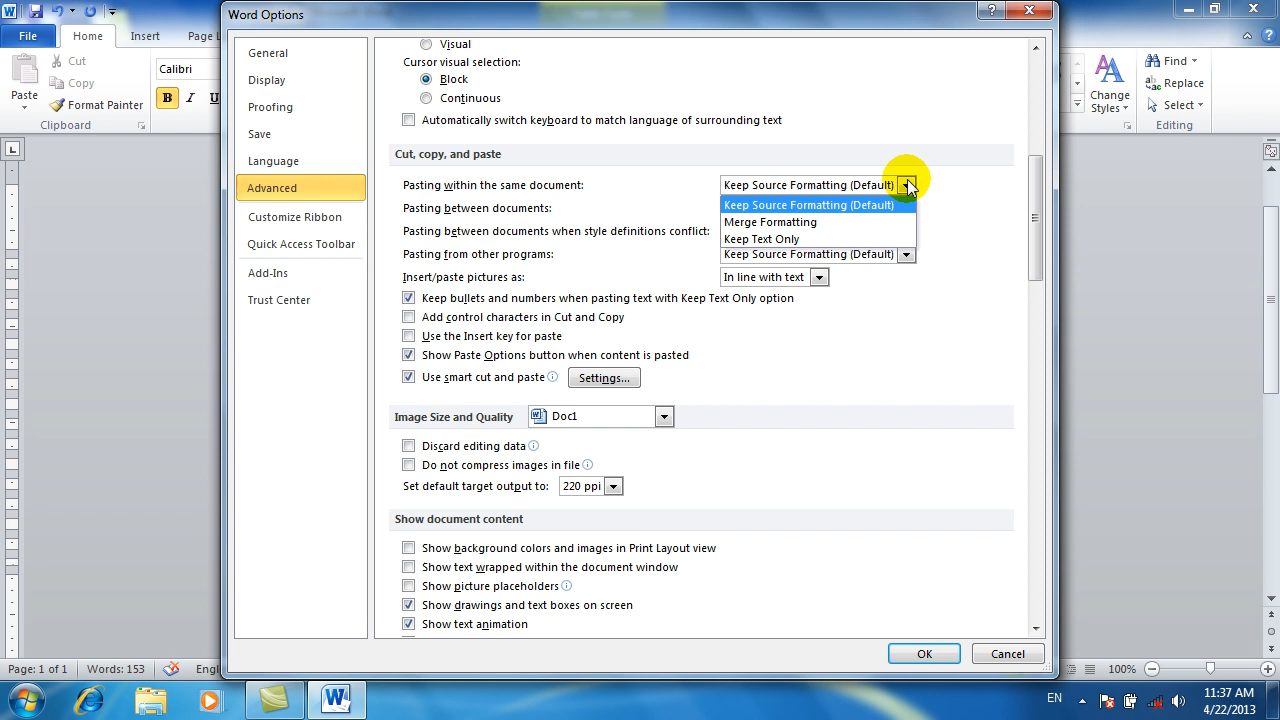 Word Options
File
Home
Insert
Page L
Cut
Copy
Paste
Format Painter
Clipboard
Calibri
B I U
Find
Replace
Select
Change
Styles
Editing
General
Display
Proofing
Save
Language
Advanced
Customize Ribbon
Quick Access Toolbar
Add-Ins
Trust Center
Visual
Cursor visual selection:
Block
Continuous
Automatically switch keyboard to match language of surrounding text
Cut, copy, and paste
Pasting within the same document: Keep Source Formatting (Default)
Keep Source Formatting (Default)
Pasting between documents:
Merge Formatting
Pasting between documents when style definitions conflict:
Keep Text Only
Pasting from other programs: Keep Source Formatting (Default)
Insert/paste pictures as: In line with text
Keep bullets and numbers when pasting text with Keep Text Only option
Add control characters in Cut and Copy
Use the Insert key for paste
Show Paste Options button when content is pasted
Use smart cut and paste Settings...
Image Size and Quality Doc1
Discard editing data
Do not compress images in file
Set default target output to: 220 ppi
Show document content
Show background colors and images in Print Layout view
Show text wrapped within the document window
Show picture placeholders
Show drawings and text boxes on screen
Show text animation
OK Cancel
Page: 1 of 1 Words: 153 Engl
100%
EN
11:37 AM
4/22/2013